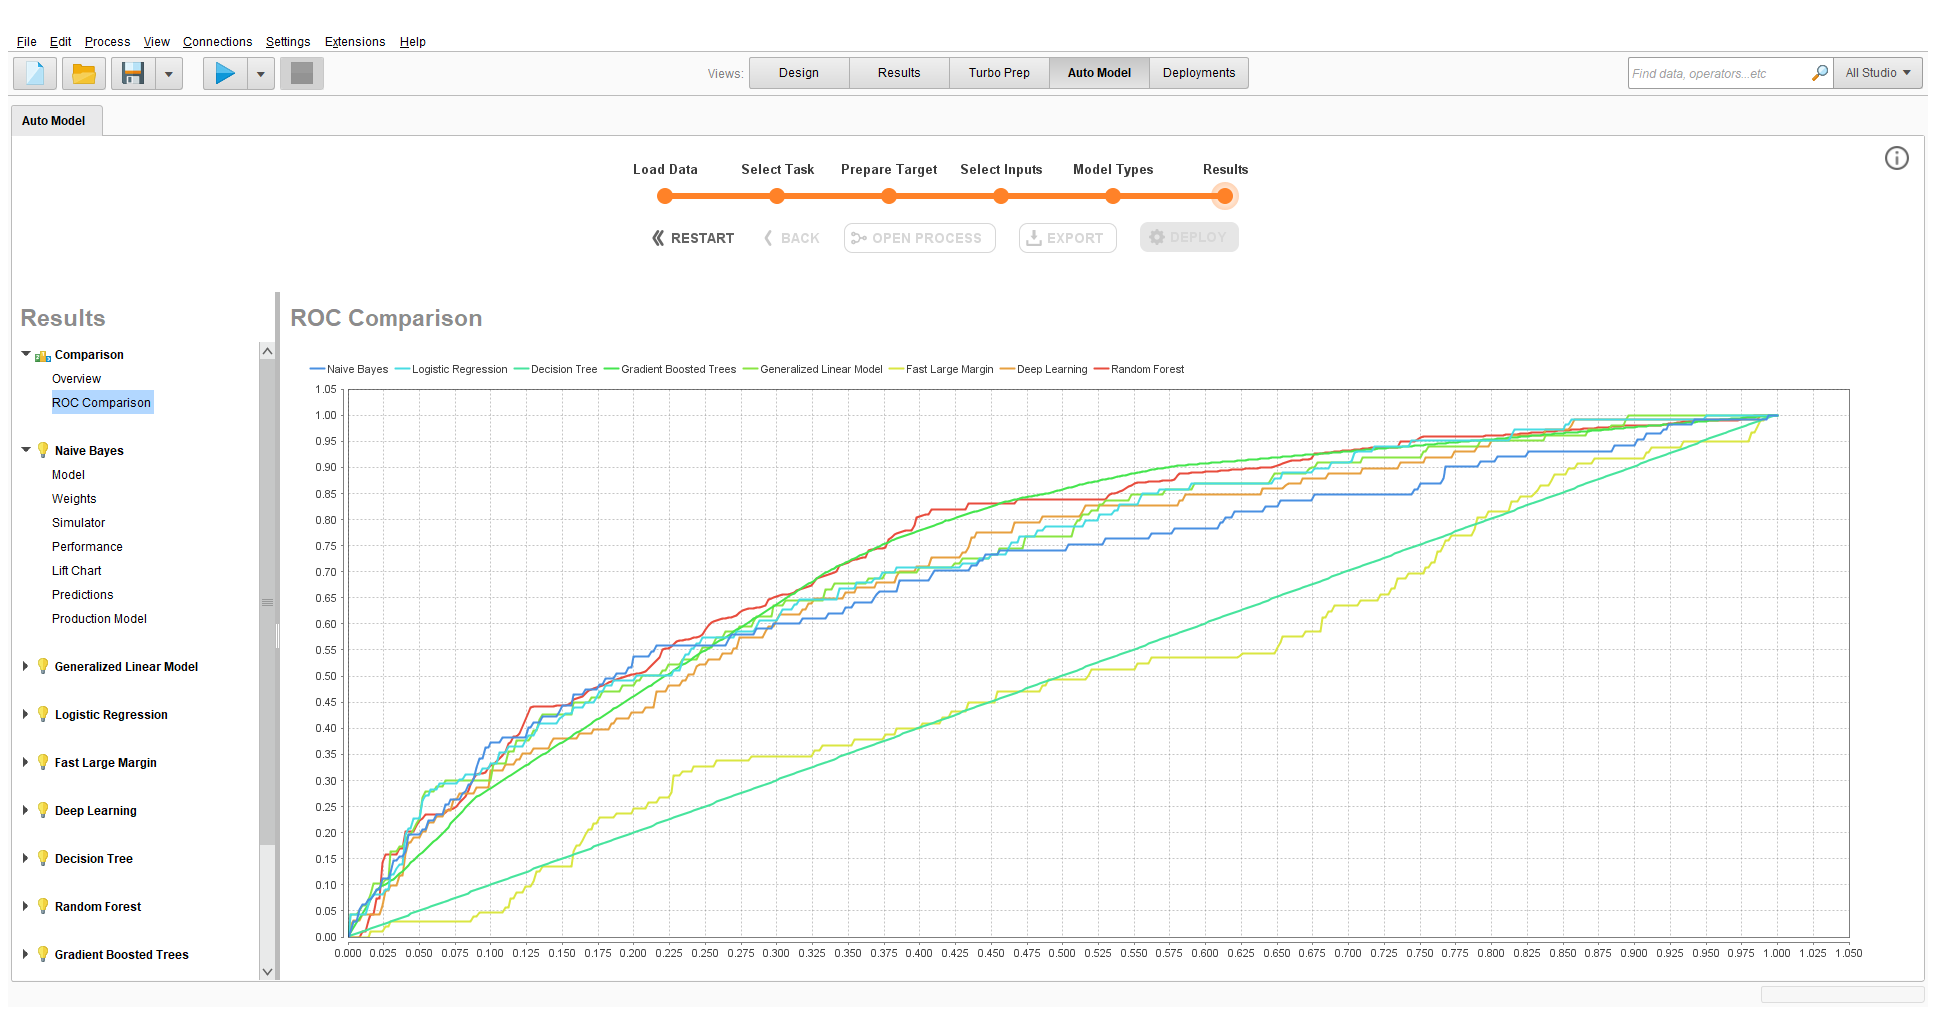 File Edit Process View Connections Settings Extensions Help
Views: Design Results Turbo Prep Auto Model Deployments Find data, operators...etc All Studio
Auto Model
Load Data Select Task Prepare Target Select Inputs Model Types Results
RESTART BACK OPEN PROCESS EXPORT DEPLOY
Results
Comparison
Overview
ROC Comparison
Naive Bayes
Model
Weights
Simulator
Performance
Lift Chart
Predictions
Production Model
Generalized Linear Model
Logistic Regression
Fast Large Margin
Deep Learning
Decision Tree
Random Forest
Gradient Boosted Trees
ROC Comparison
Naive Bayes Logistic Regression Decision Tree Gradient Boosted Trees Generalized Linear Model Fast Large Margin Deep Learning Random Forest
1.05
1.00
0.95
0.90
0.85
0.80
0.75
0.70
0.65
0.60
0.55
0.50
0.45
0.40
0.35
0.30
0.25
0.20
0.15
0.10
0.05
0.00
0.000 0.025 0.050 0.075 0.100 0.125 0.150 0.175 0.200 0.225 0.250 0.275 0.300 0.325 0.350 0.375 0.400 0.425 0.450 0.475 0.500 0.525 0.550 0.575 0.600 0.625 0.650 0.675 0.700 0.725 0.750 0.775 0.800 0.825 0.850 0.875 0.900 0.925 0.950 0.975 1.000 1.025 1.050